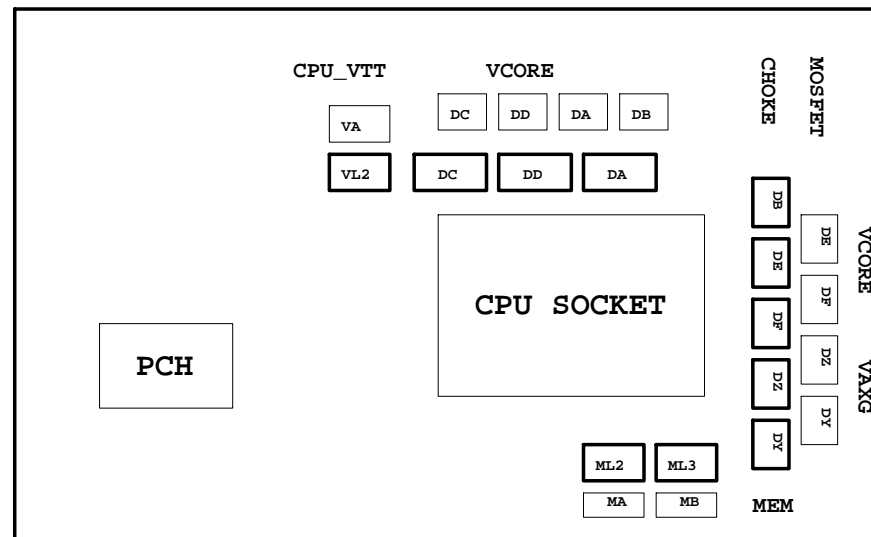 CPU_VTT VCORE
CHOKE
MOSFET
VA
DC DD DA DB
VL2 DC DD DA
DB
DE
DE
DF
DF
DZ
DZ
DY
DY
VCORE
VAXG
CPU SOCKET
PCH
ML2 ML3
MA MB MEM